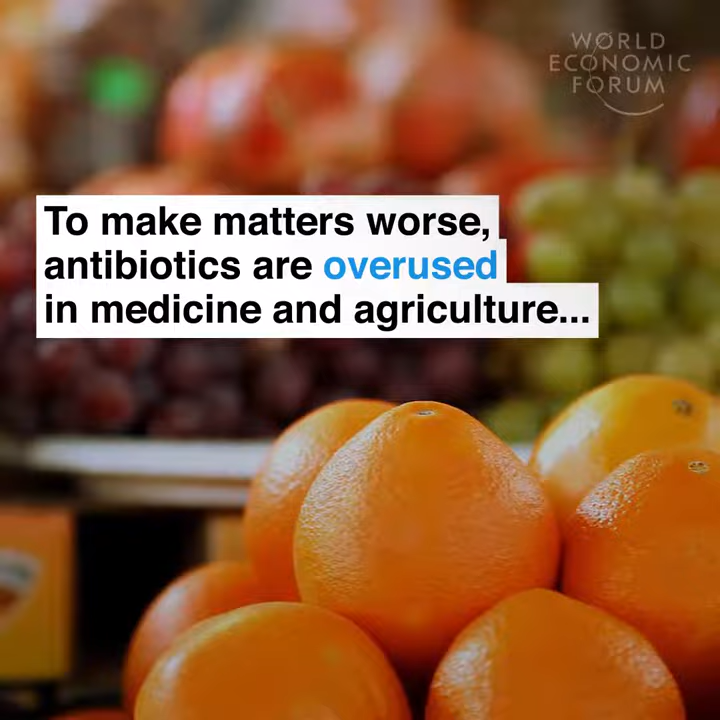 WORLD
ECONOMIC
FORUM
To make matters worse,
antibiotics are overused
in medicine and agriculture...